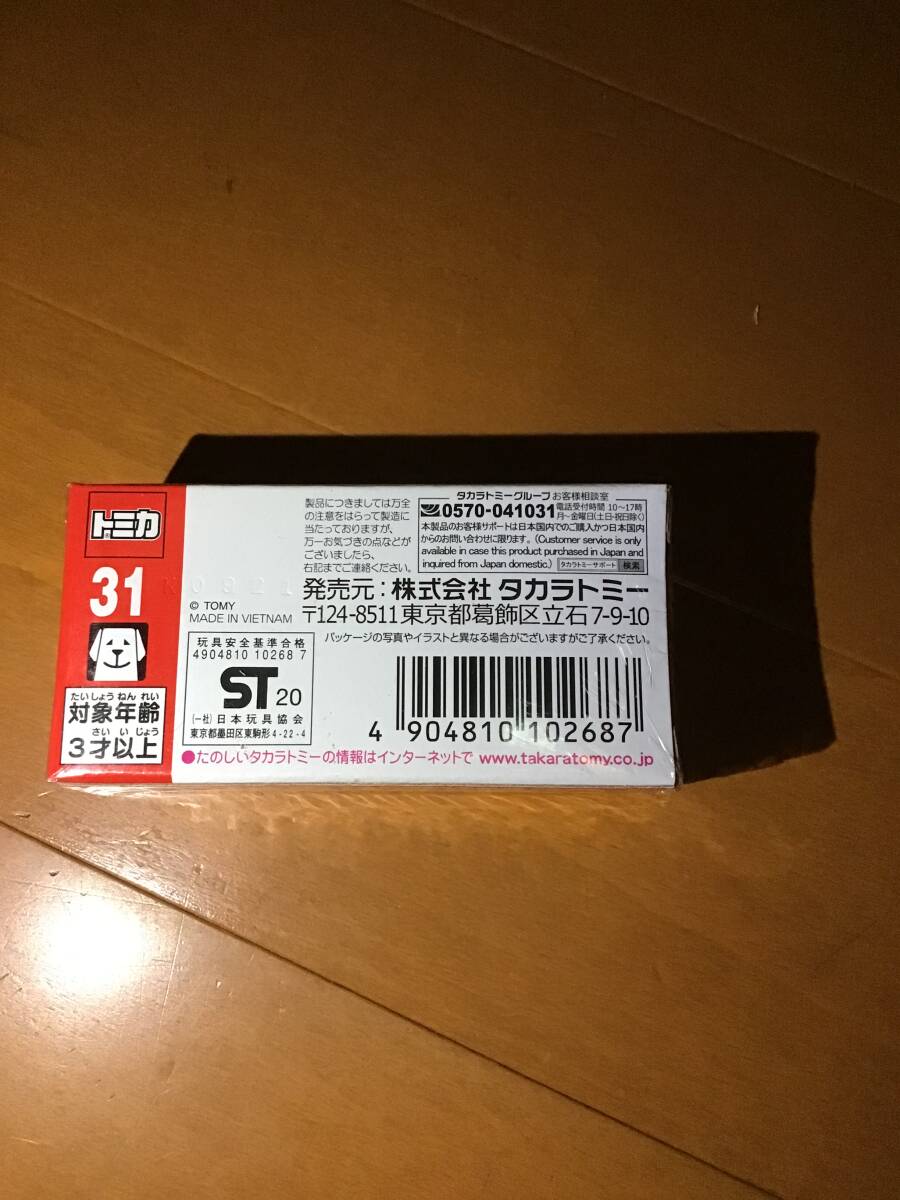 トミカ
31
たいしょうねんれい
対象年齢
さいいじょう
3才以上
© TOMY
MADE IN VIETNAM
玩具安全基準合格
4904810 10268 7
ST 20
(一社)日本玩具協会
東京都墨田区東駒形4-22-4
製品につきましては万全
の注意をはらって製造に
当たっておりますが、
万一お気づきの点などが
ございましたら、
右記までご連絡ください。
タカラトミーグループ お客様相談室
0570-041031 電話受付時間 10〜17時
月〜金曜日(土日・祝日除く)
本製品のお客様サポートは日本国内でのご購入かつ日本国内
からのお問い合わせに限ります。(Customer service is only
available in case this product purchased in Japan and
inquired from Japan domestic.) タカラトミーサポート 検索
発売元:株式会社 タカラトミー
〒124-8511 東京都葛飾区立石7-9-10
パッケージの写真やイラストと異なる場合がございますがご了承ください。
4 904810 102687
●たのしいタカラトミーの情報はインターネットで www.takaratomy.co.jp